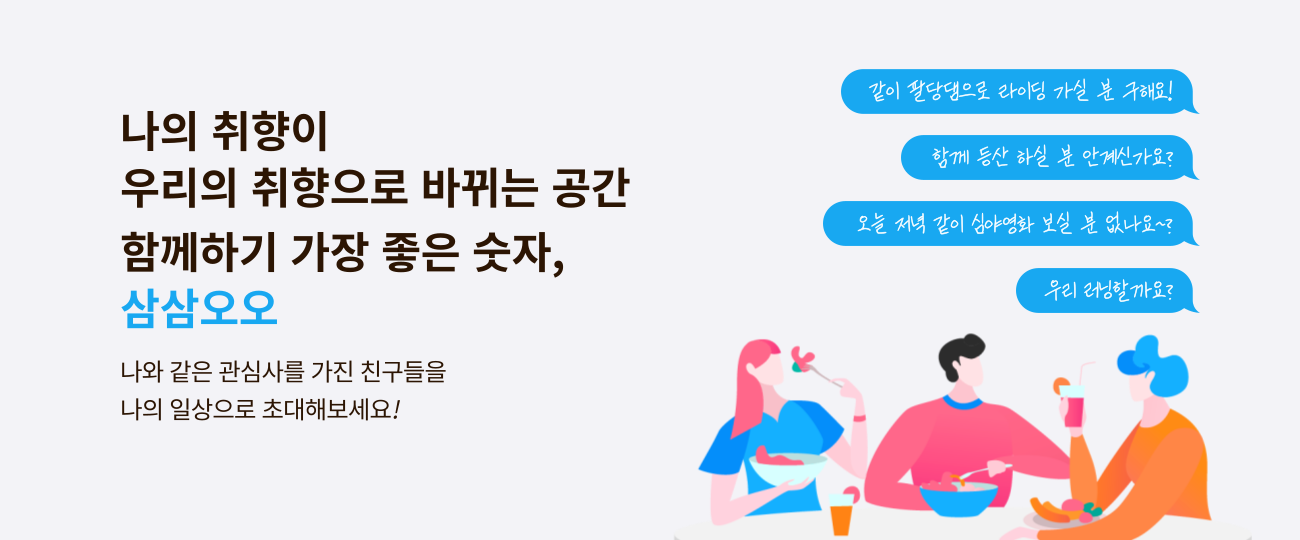 나의 취향이
우리의 취향으로 바뀌는 공간
함께하기 가장 좋은 숫자,
삼삼오오
나와 같은 관심사를 가진 친구들을
나의 일상으로 초대해보세요!
같이 팔당댐으로 라이딩 가실 분 구해요!
함께 등산 하실 분 안계신가요?
오늘 저녁 같이 심야영화 보실 분 없나요~?
우리 러닝할까요?